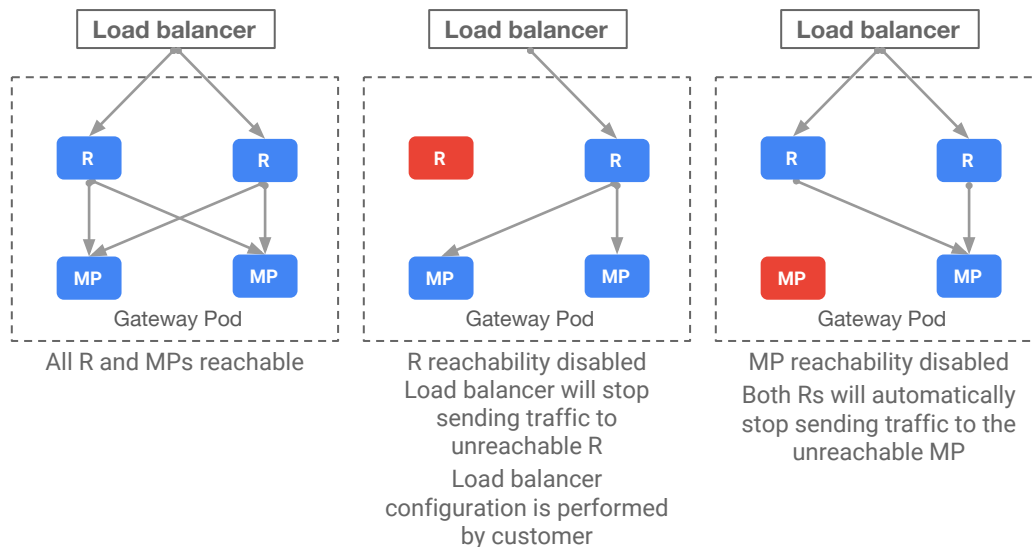 Load balancer
R
R
MP
MP
Gateway Pod
All R and MPs reachable
Load balancer
R
R
MP
MP
Gateway Pod
R reachability disabled
Load balancer will stop
sending traffic to
unreachable R
Load balancer
configuration is performed
by customer
Load balancer
R
R
MP
MP
Gateway Pod
MP reachability disabled
Both Rs will automatically
stop sending traffic to the
unreachable MP